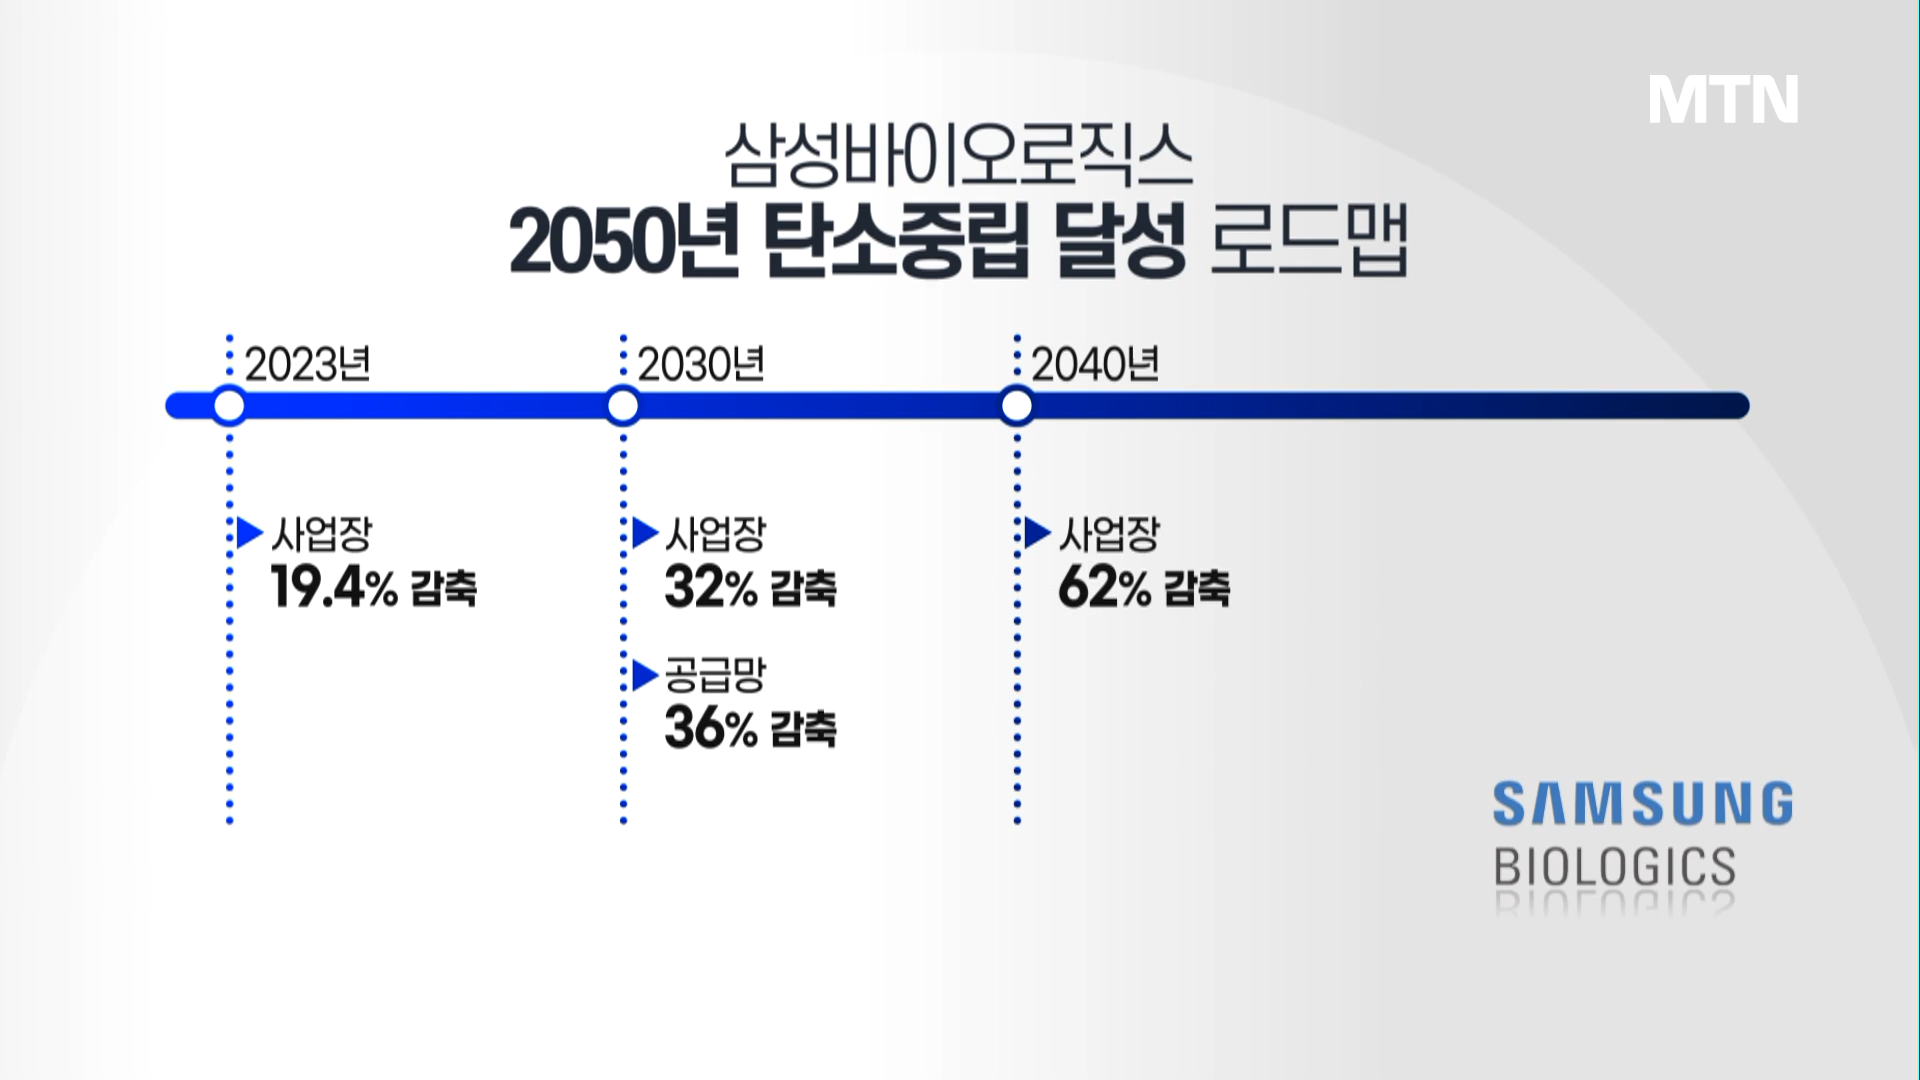 MTN
삼성바이오로직스
2050년 탄소중립 달성 로드맵
2023년
2030년
2040년
사업장
19.4% 감축
사업장
32% 감축
공급망
36% 감축
사업장
62% 감축
SAMSUNG
BIOLOGICS